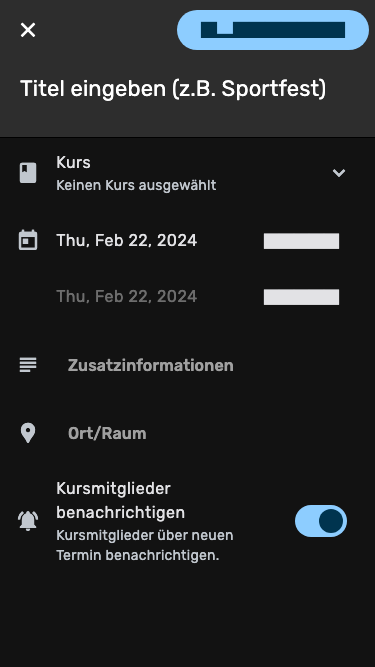 Titel eingeben (z.B. Sportfest)
Kurs
Keinen Kurs ausgewählt
Thu, Feb 22, 2024
Thu, Feb 22, 2024
Zusatzinformationen
Ort/Raum
Kursmitglieder
benachrichtigen
Kursmitglieder über neuen
Termin benachrichtigen.